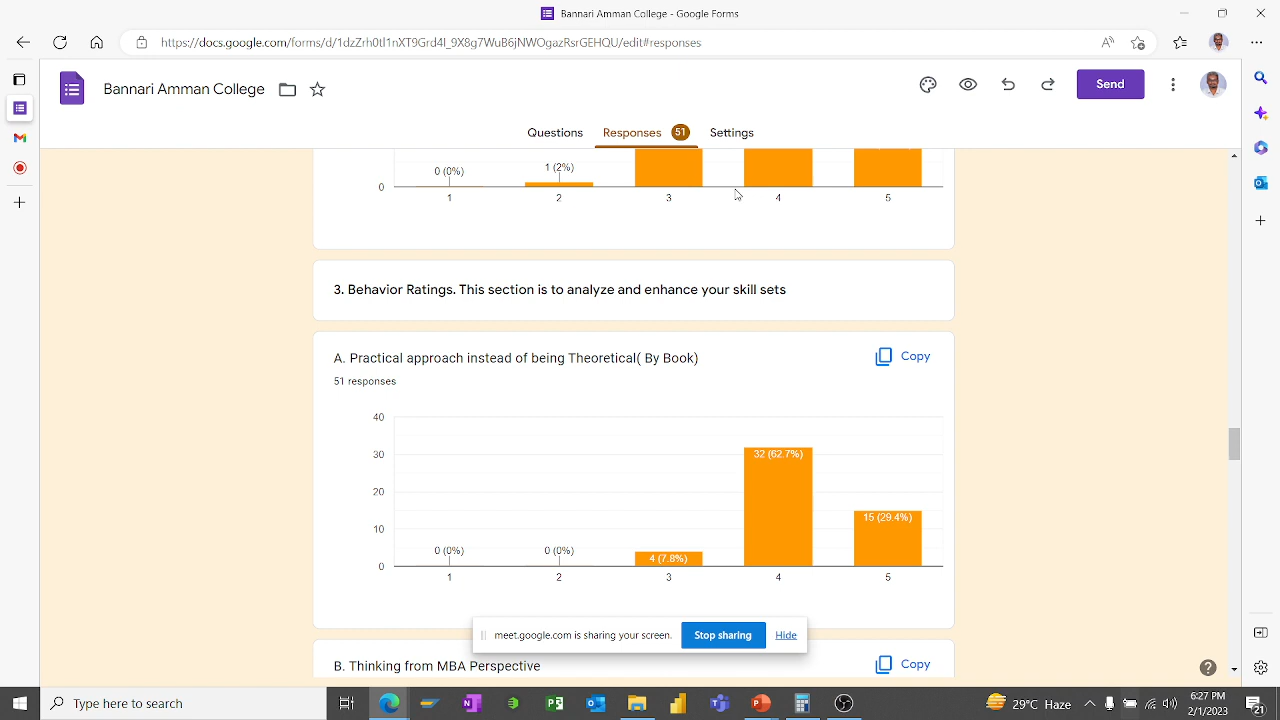 Bannari Amman College - Google Forms
https://docs.google.com/forms/d/1dzZrh0tl1nXT9Grd4I_9X8g7WuB6jNWOgazRsrGEHQU/edit#responses
Bannari Amman College
Send
Questions Responses 51 Settings
0 (0%) 1 (2%)
0
1 2 3 4 5
3. Behavior Ratings. This section is to analyze and enhance your skill sets
A. Practical approach instead of being Theoretical( By Book)
Copy
51 responses
40
30
20
10
0
0 (0%) 0 (0%) 4 (7.8%) 32 (62.7%) 15 (29.4%)
1 2 3 4 5
meet.google.com is sharing your screen. Stop sharing Hide
B. Thinking from MBA Perspective
Copy
Type here to search
29°C Haze
6:27 PM
2/1/2023
21